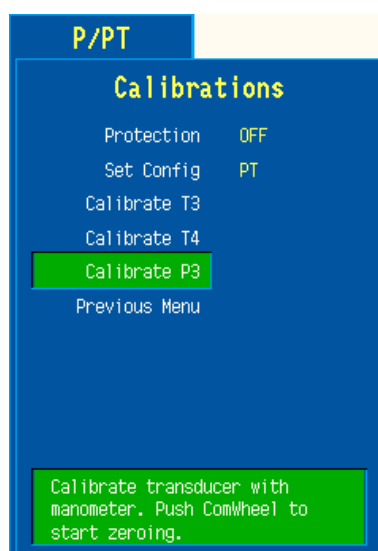 P/PT
Calibrations
Protection OFF
Set Config PT
Calibrate T3
Calibrate T4
Calibrate P3
Previous Menu
Calibrate transducer with
manometer. Push ComWheel to
start zeroing.